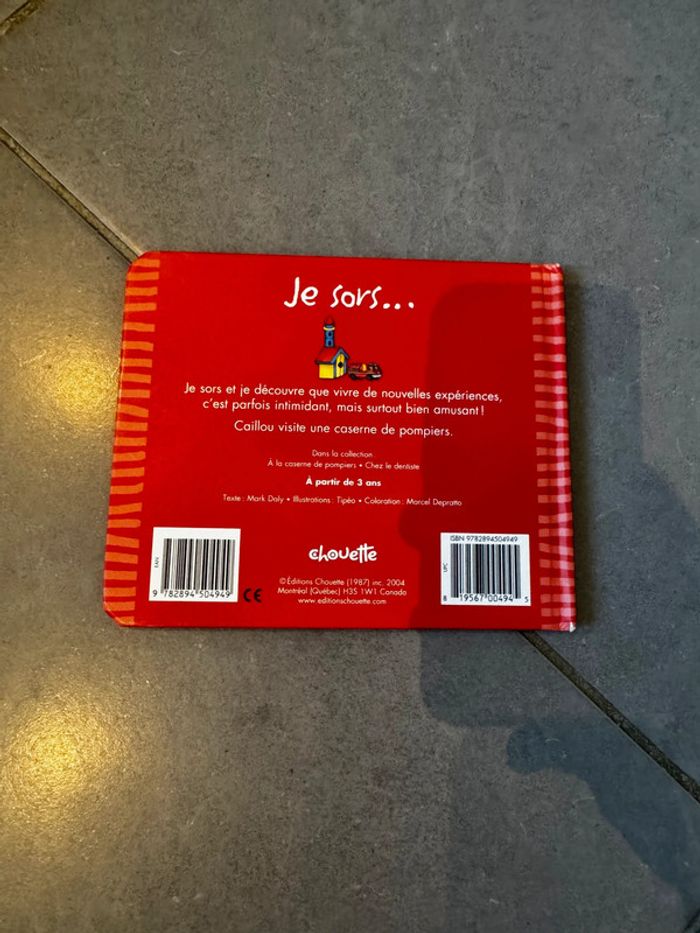 Je sors...
Je sors et je découvre que vivre de nouvelles expériences,
c'est parfois intimidant, mais surtout bien amusant !
Caillou visite une caserne de pompiers.
Dans la collection
À la caserne de pompiers • Chez le dentiste
À partir de 3 ans
Texte : Mark Daly • Illustrations : Tipéo • Coloration : Marcel Depratto
chouette
©Éditions Chouette (1987) inc. 2004
Montréal (Québec) H3S 1W1 Canada
www.editionschouette.com
EAN
9 782894 504949
CE
ISBN 9782894504949
UPC
8 19567 00494 5